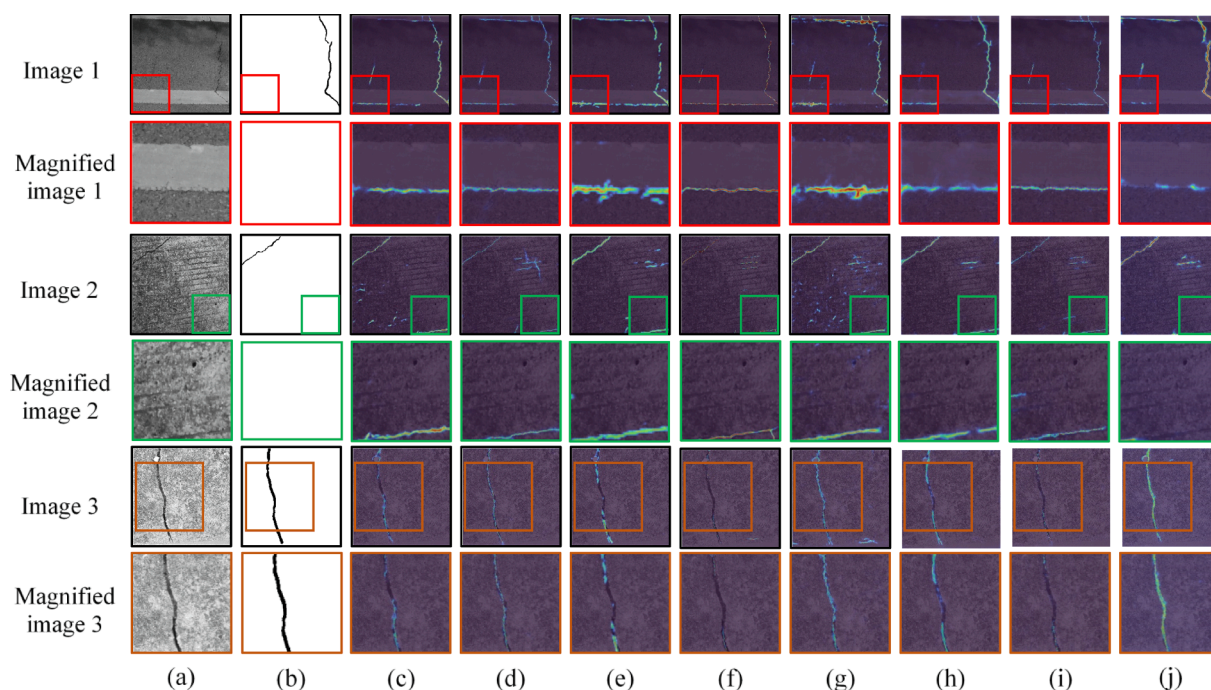 Image 1
Magnified
image 1
Image 2
Magnified
image 2
Image 3
Magnified
image 3
(a) (b) (c) (d) (e) (f) (g) (h) (i) (j)